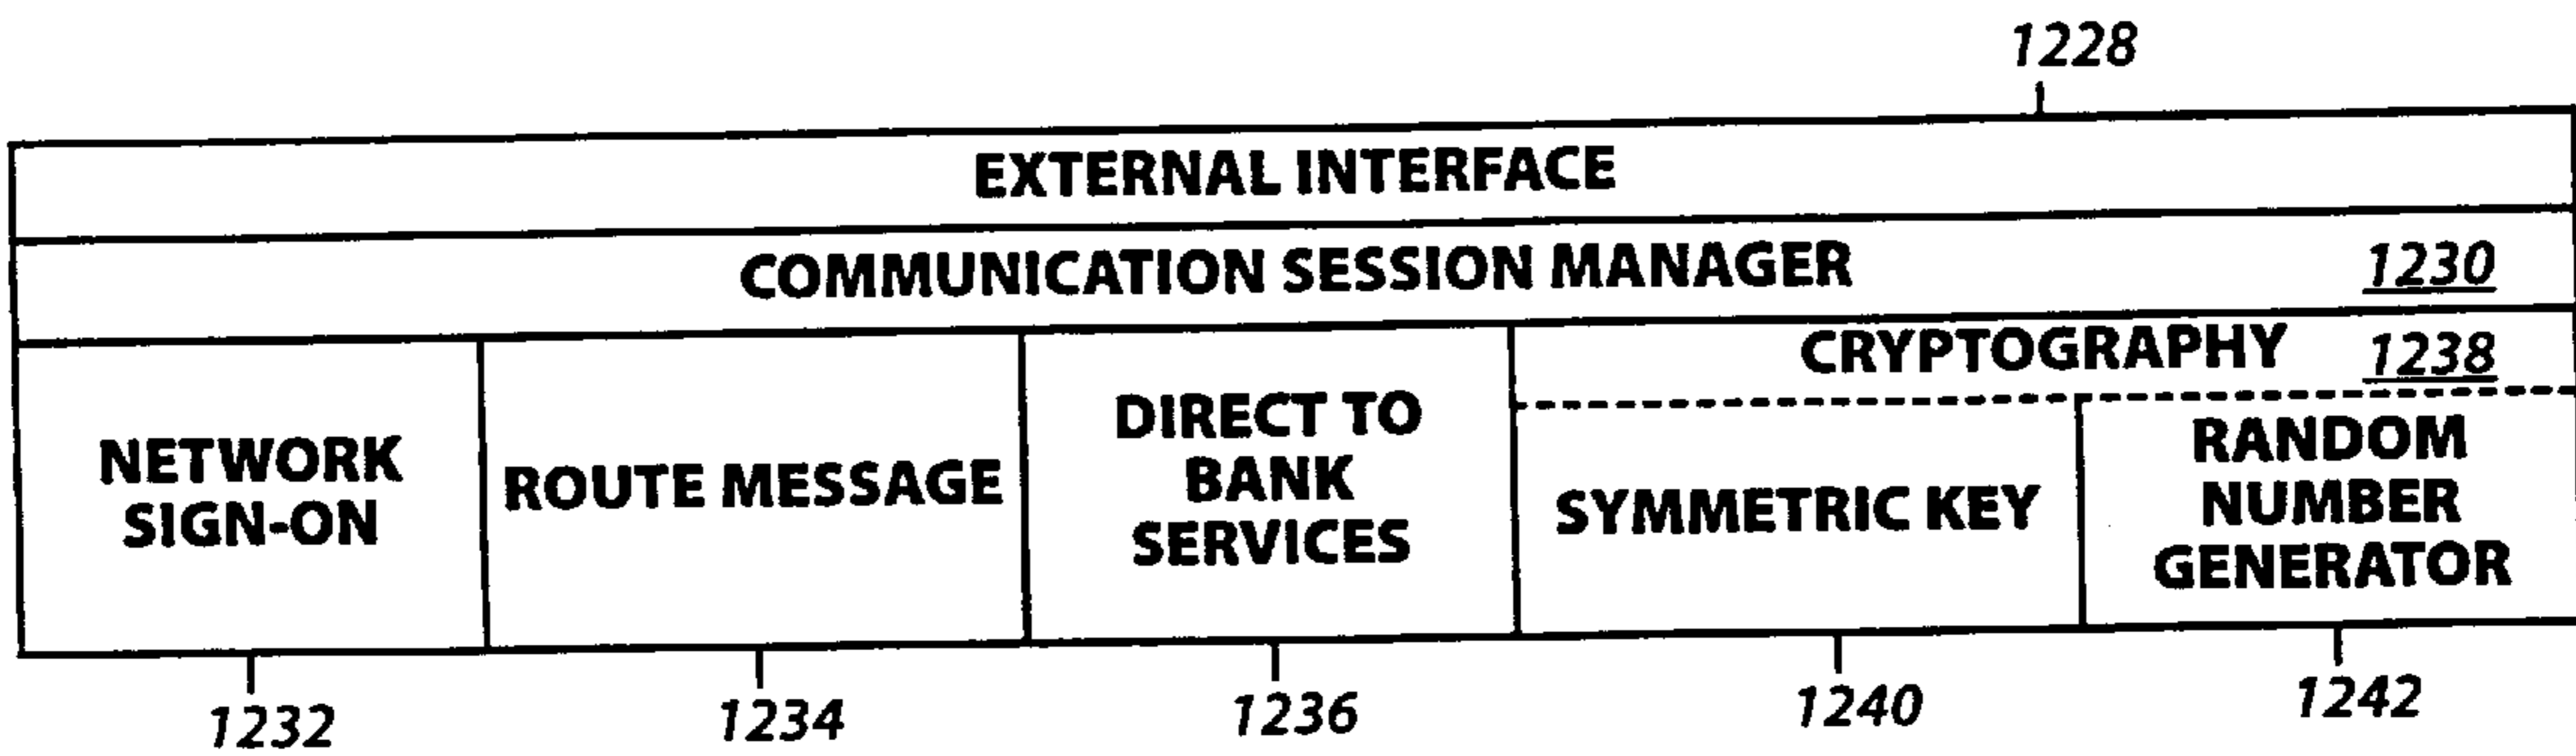 1228
EXTERNAL INTERFACE
COMMUNICATION SESSION MANAGER 1230
CRYPTOGRAPHY 1238
NETWORK
SIGN-ON
ROUTE MESSAGE
DIRECT TO
BANK
SERVICES
SYMMETRIC KEY
RANDOM
NUMBER
GENERATOR
1232
1234
1236
1240
1242